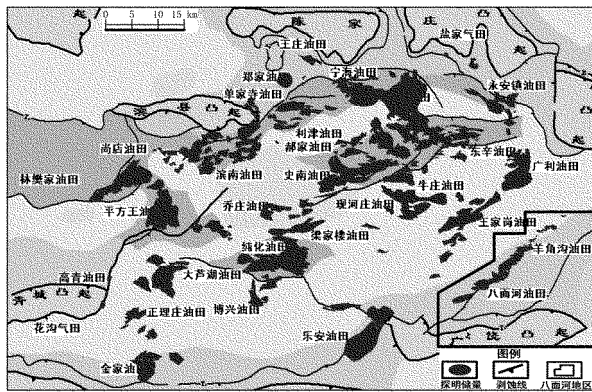 0 5 10 15 km
起
陈 家 庄 凸 起
王庄油田
盐家气田
郑家油
宁海油田
永安镇油田
单家寺油田
田
滨县凸起
利津油田
尚店油田
郝家油田
东辛油田
广利油田
林樊家油田
滨南油田
史南油田
牛庄油田
平方王油
乔庄油田
现河庄油田
王家岗油田
梁家楼油田
纯化油田
羊角沟油田
高青油田
大芦湖油田
八面河油田
青城凸起
正理庄油田
博兴油田
花沟气田
乐安油田
凸起
图例
金家油
探明储量 剥蚀线 八面河地区